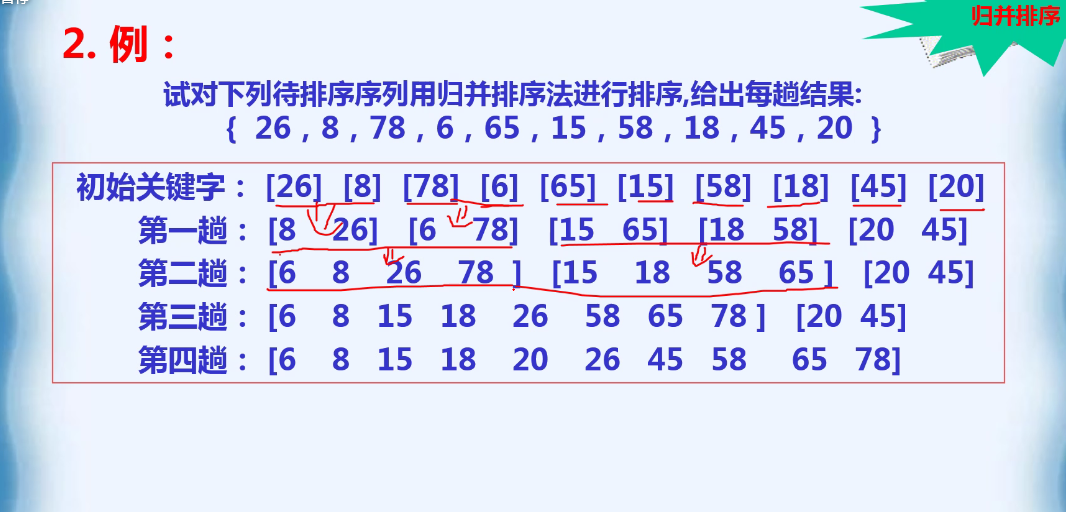 暂停
归并排序
2. 例：
试对下列待排序序列用归并排序法进行排序,给出每趟结果:
{ 26 , 8 , 78 , 6 , 65 , 15 , 58 , 18 , 45 , 20 }
初始关键字： [26] [8] [78] [6] [65] [15] [58] [18] [45] [20]
第一趟： [8 26] [6 78] [15 65] [18 58] [20 45]
第二趟： [6 8 26 78 ] [15 18 58 65 ] [20 45]
第三趟： [6 8 15 18 26 58 65 78 ] [20 45]
第四趟： [6 8 15 18 20 26 45 58 65 78]